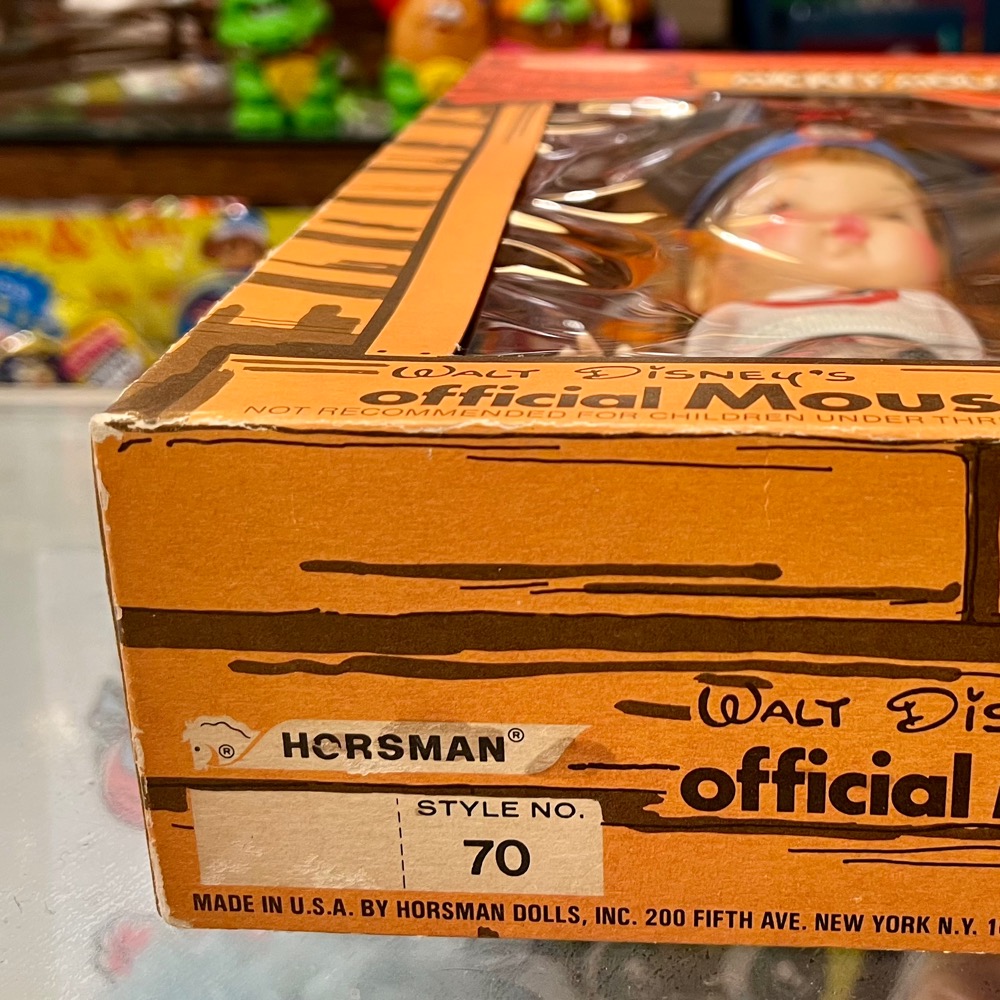 WALT DISNEY'S
official Mous
NOT RECOMMENDED FOR CHILDREN UNDER THR
WALT Dis
official
HORSMAN®
®
STYLE NO.
70
MADE IN U.S.A. BY HORSMAN DOLLS, INC. 200 FIFTH AVE. NEW YORK N.Y. 1